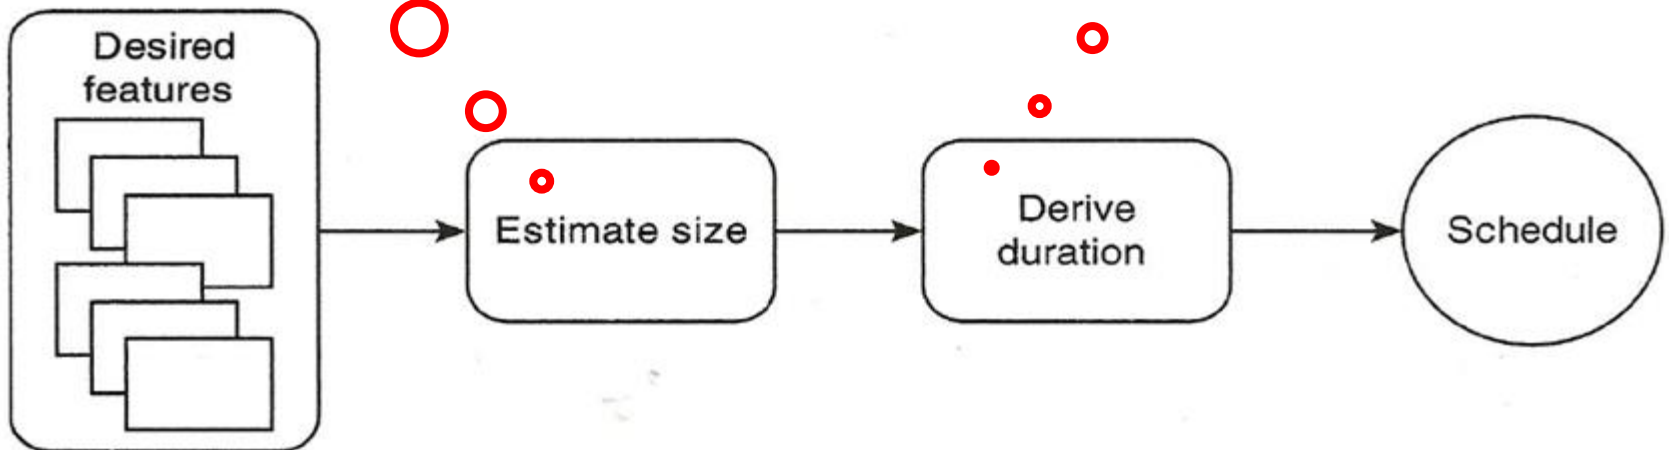 Desired
features
Estimate size
Derive
duration
Schedule